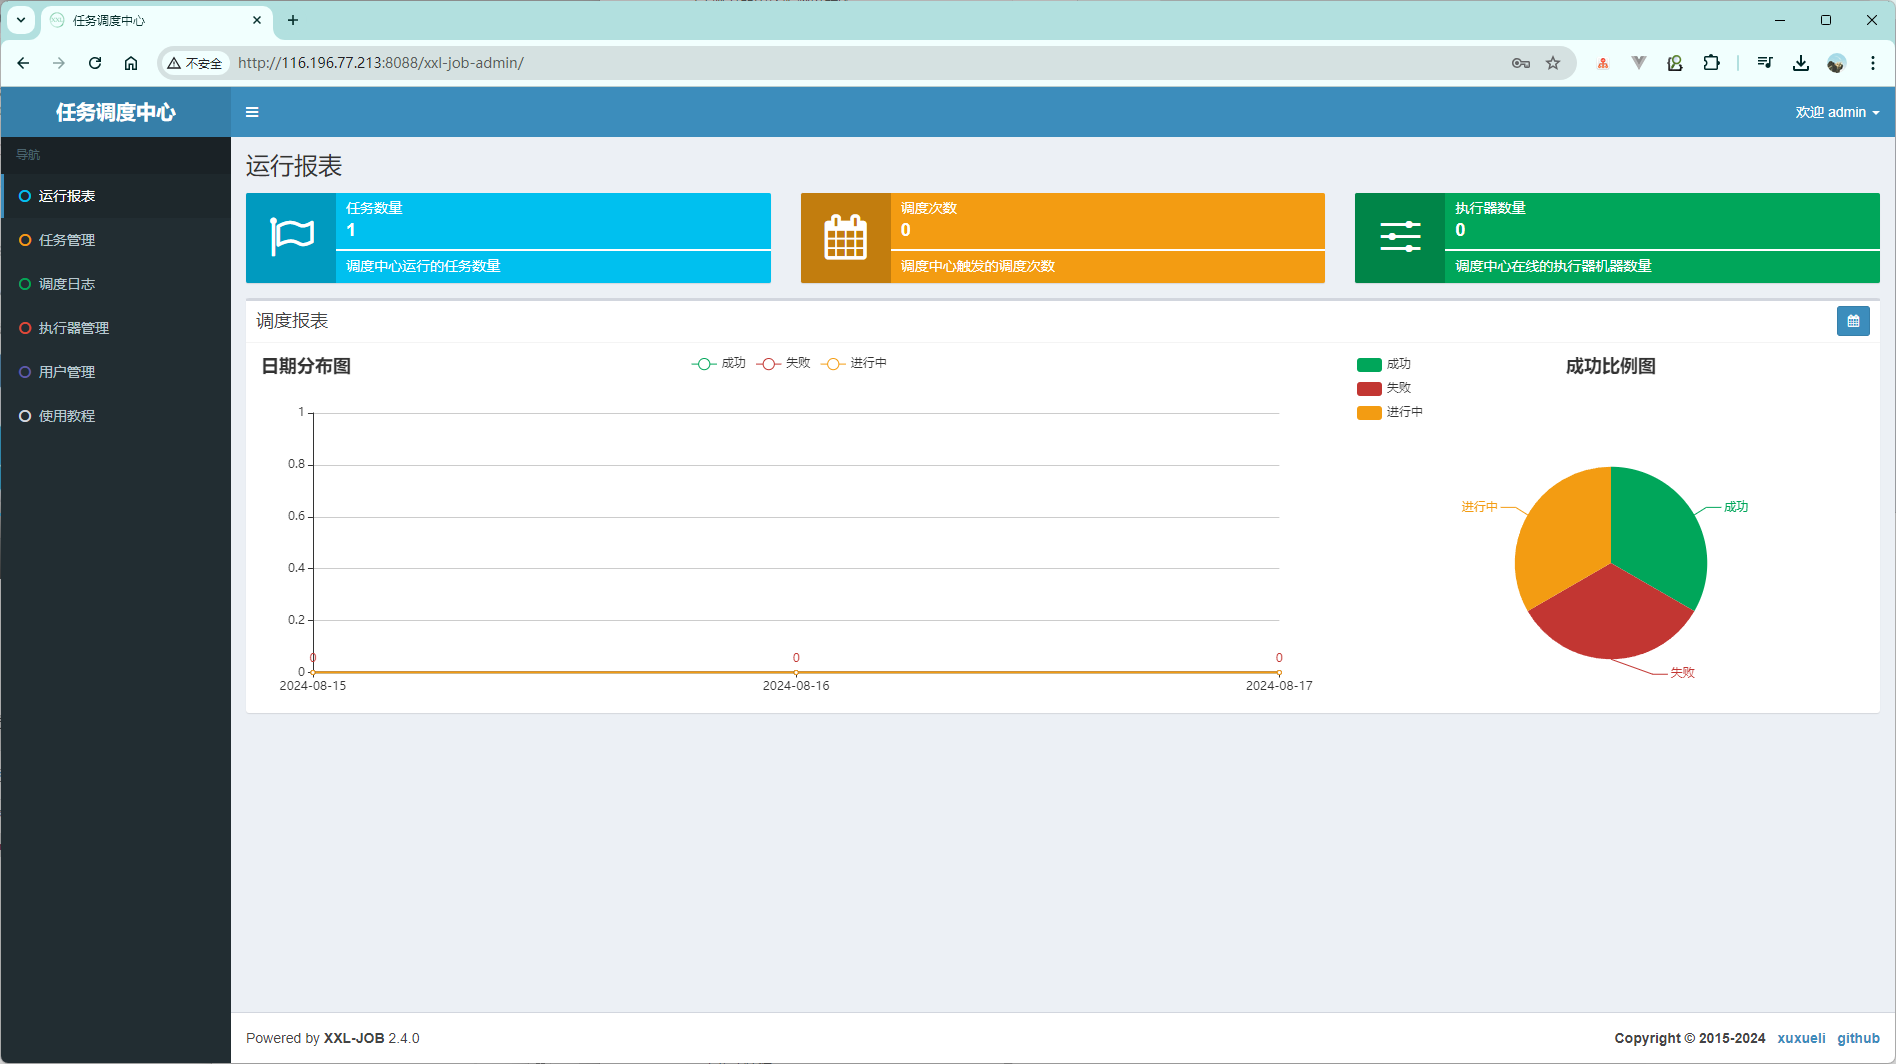 任务调度中心
不安全
http://116.196.77.213:8088/xxl-job-admin/
任务调度中心
欢迎 admin
导航
运行报表
任务管理
调度日志
执行器管理
用户管理
使用教程
运行报表
任务数量
1
调度中心运行的任务数量
调度次数
0
调度中心触发的调度次数
执行器数量
0
调度中心在线的执行器机器数量
调度报表
日期分布图
成功 失败 进行中
1
0.8
0.6
0.4
0.2
0
0 0 0
2024-08-15 2024-08-16 2024-08-17
成功
失败
进行中
成功比例图
进行中
成功
失败
Powered by XXL-JOB 2.4.0
Copyright © 2015-2024 xuxueli github